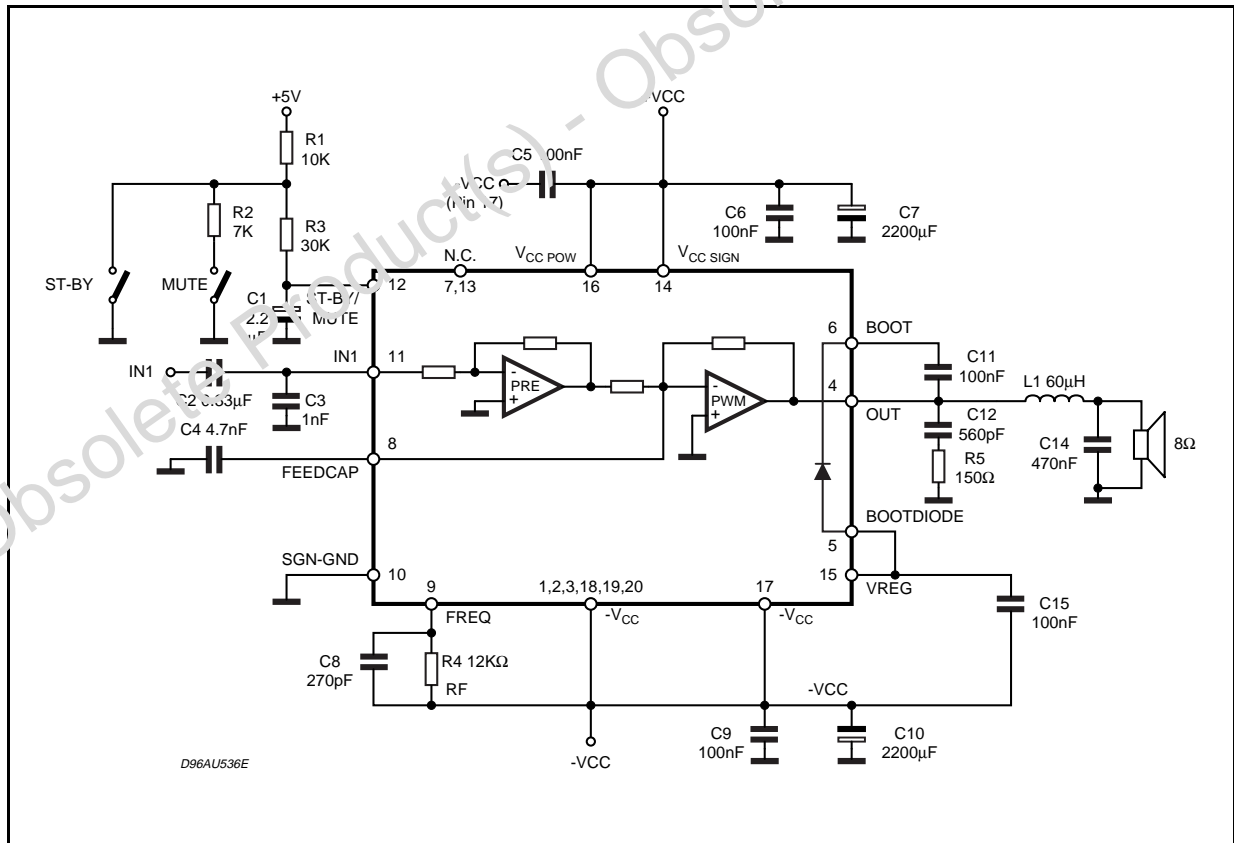 Obsolete Product(s) - Obsol
+5V
R1
10K
R2
7K
R3
30K
ST-BY
MUTE
C1
2.2
ST-BY/
MUTE
12
N.C.
7,13
C5 100nF
-VCC
(Pin 17)
VCC POW
16
+VCC
VCC SIGN
14
C6
100nF
C7
2200µF
IN1
C2 0.33µF
C3
1nF
IN1
11
C4 4.7nF
8
FEEDCAP
PRE
-
+
PWM
-
+
6
BOOT
C11
100nF
4
OUT
L1 60µH
C12
560pF
R5
150Ω
C14
470nF
8Ω
BOOTDIODE
5
15
VREG
C15
100nF
SGN-GND
10
9
FREQ
1,2,3,18,19,20
-VCC
17
-VCC
C8
270pF
R4 12KΩ
RF
-VCC
-VCC
C9
100nF
C10
2200µF
D96AU536E